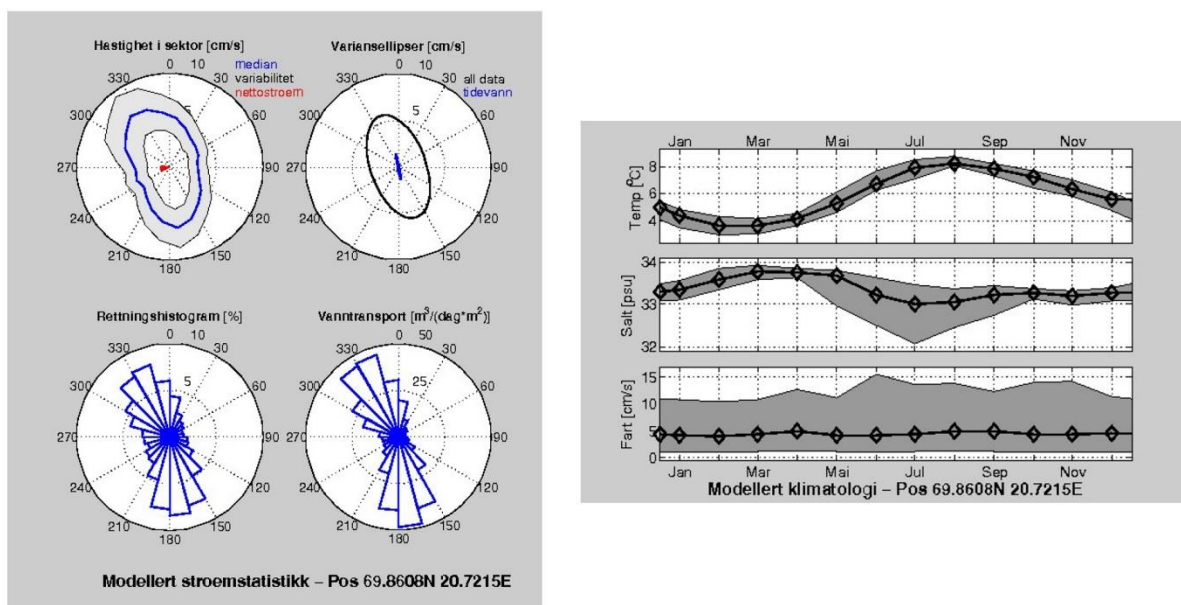 Hastighet i sektor [cm/s]
median
variabilitet
nettostroem
0 10 30 60 90 120 150 180 210 240 270 300 330
5
Variansellipser [cm/s]
all data
tidevann
0 10 30 60 90 120 150 180 210 240 270 300 330
5
Rettningshistogram [%]
0 10 30 60 90 120 150 180 210 240 270 300 330
5
Vanntransport [m³/(dag*m²)]
0 50 30 60 90 120 150 180 210 240 270 300 330
25
Modellert stroemstatistikk – Pos 69.8608N 20.7215E
Jan Mar Mai Jul Sep Nov
Temp [°C]
8
6
4
Salt [psu]
34
33
32
Fart [cm/s]
15
10
5
0
Jan Mar Mai Jul Sep Nov
Modellert klimatologi – Pos 69.8608N 20.7215E